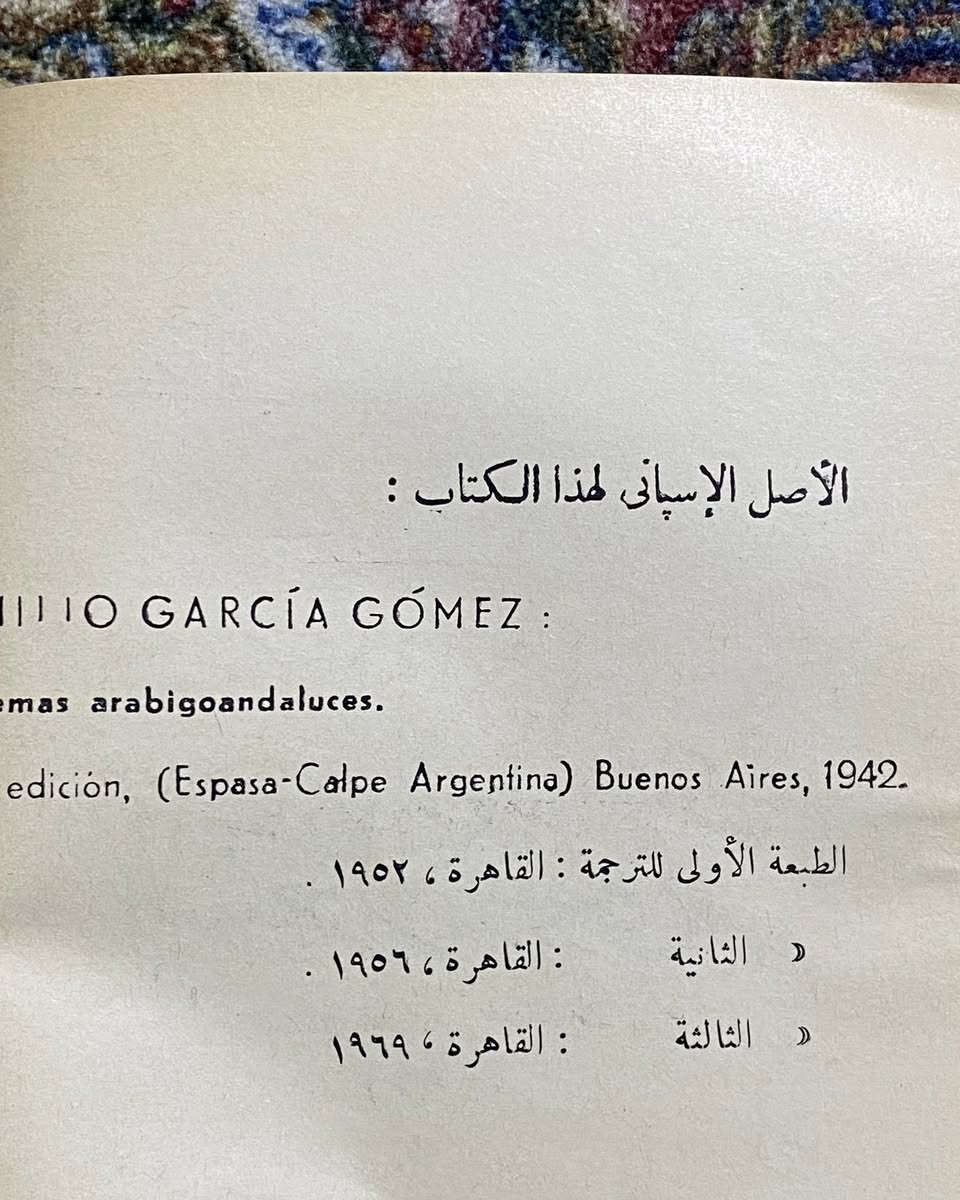 الأصل الإسپانى لهذا الكتاب :
GARCÍA GÓMEZ :
emas arabigoandaluces.
edición, (Espasa-Calpe Argentina) Buenos Aires, 1942.
الطبعة الأولى للترجمة : القاهرة ، ١٩٥٢ .
» الثانية : القاهرة ، ١٩٥٦ .
» الثالثة : القاهرة ، ١٩٦٩